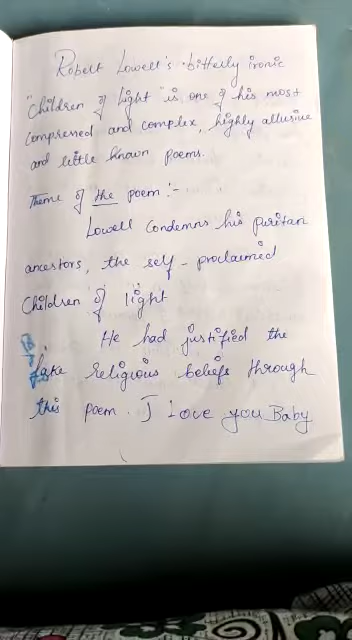 Robert Lowell's bitterly ironic
"Children of Light" is one of his most
compressed and complex, highly allusive
and little known poems.
Theme of the poem :-
Lowell Condemns his puritan
ancestors, the self-proclaimed
Children of light
He had justified the
fake religious beliefs through
this poem. I Love you Baby